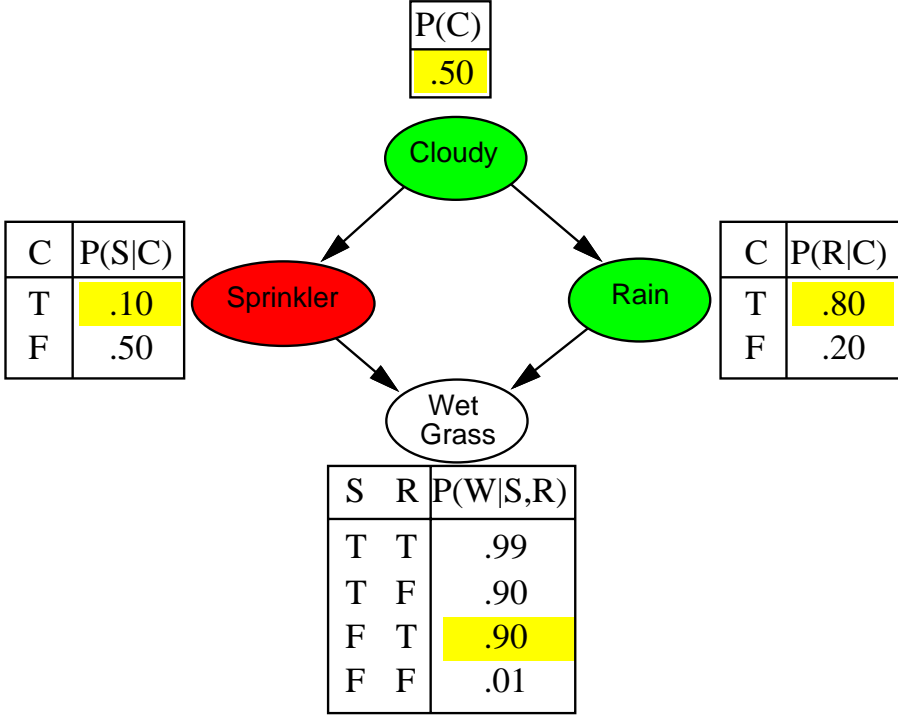 P(C)
.50
Cloudy
C P(S|C)
T .10
F .50
Sprinkler
Rain
C P(R|C)
T .80
F .20
Wet
Grass
S R P(W|S,R)
T T .99
T F .90
F T .90
F F .01